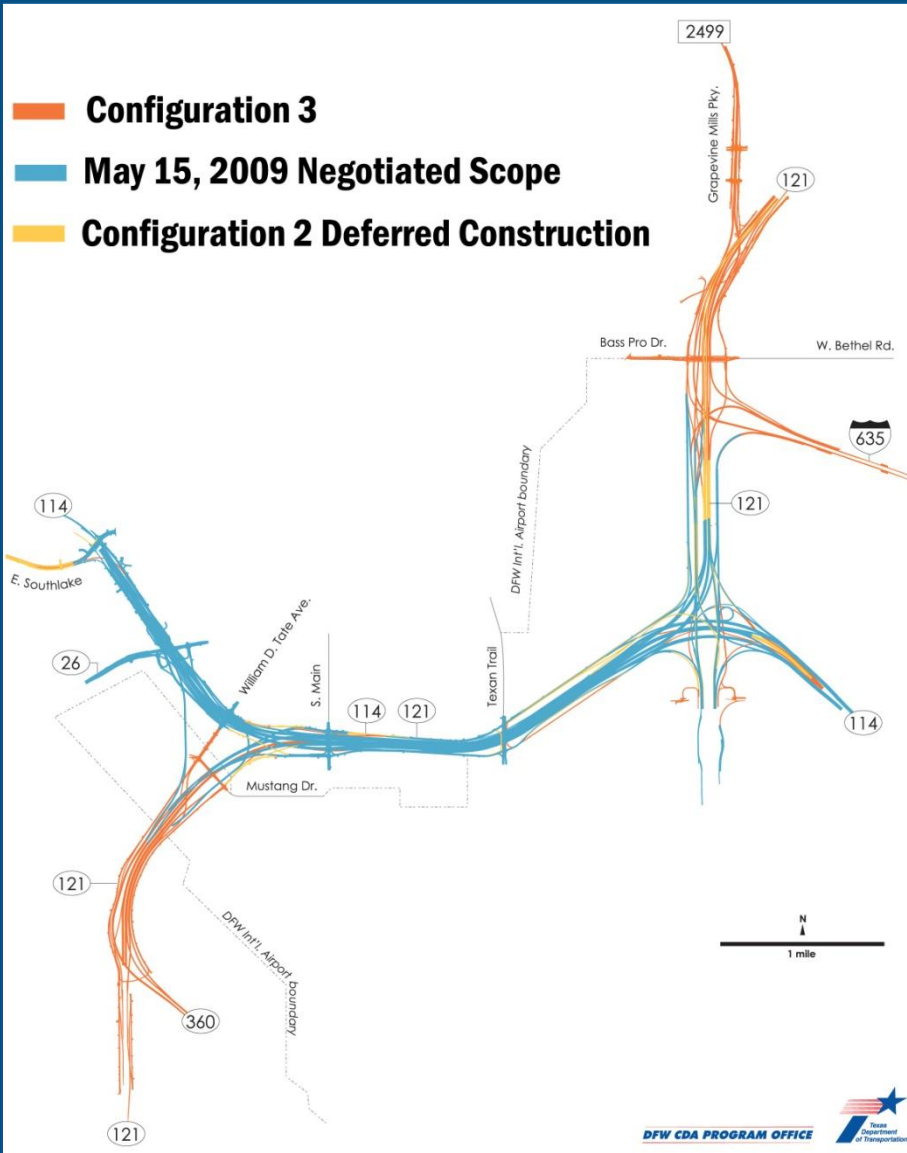 2499
Configuration 3
May 15, 2009 Negotiated Scope
Configuration 2 Deferred Construction
Grapevine Mills Pky.
121
Bass Pro Dr.
W. Bethel Rd.
635
DFW Int'l. Airport boundary
121
114
E. Southlake
William D. Tate Ave.
26
S. Main
Texan Trail
114
121
114
Mustang Dr.
121
DFW Int'l. Airport boundary
N
1 mile
360
121
DFW CDA PROGRAM OFFICE
Texas
Department
of Transportation